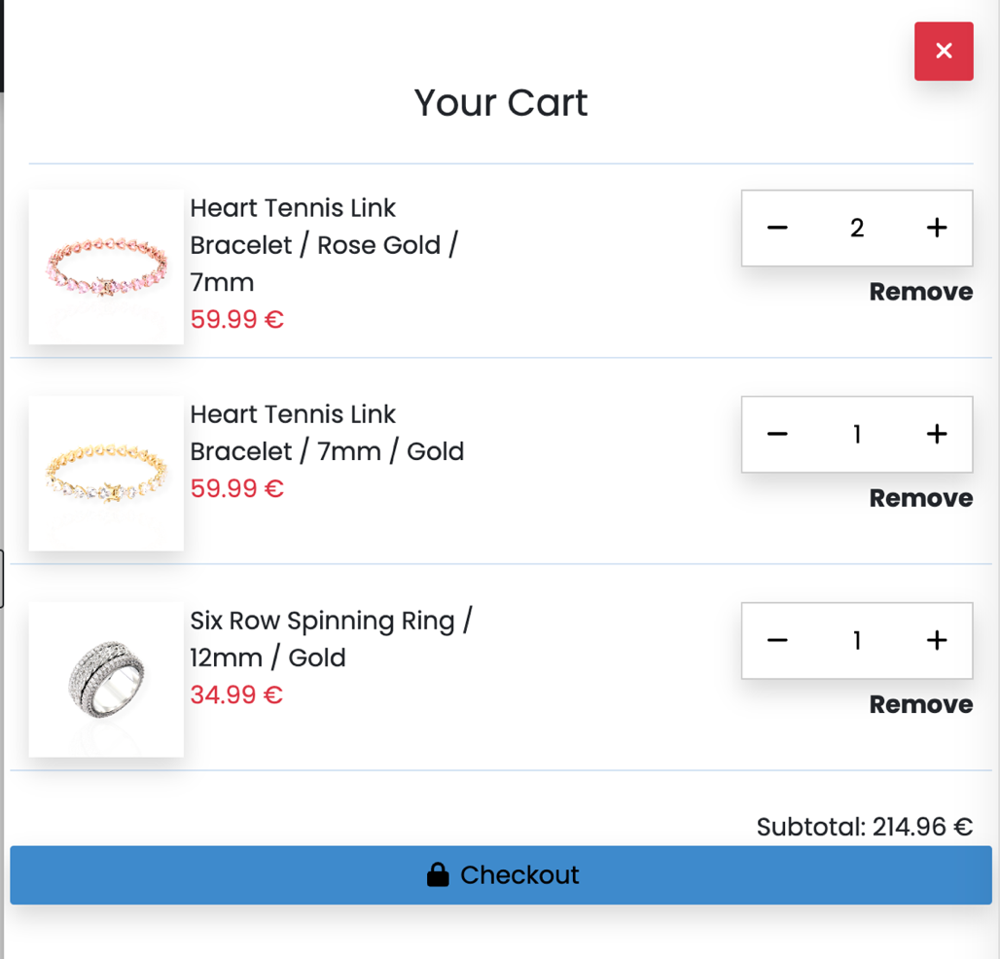 Your Cart
Heart Tennis Link
Bracelet / Rose Gold /
7mm
59.99 €
2
Remove
Heart Tennis Link
Bracelet / 7mm / Gold
59.99 €
1
Remove
Six Row Spinning Ring /
12mm / Gold
34.99 €
1
Remove
Subtotal: 214.96 €
Checkout